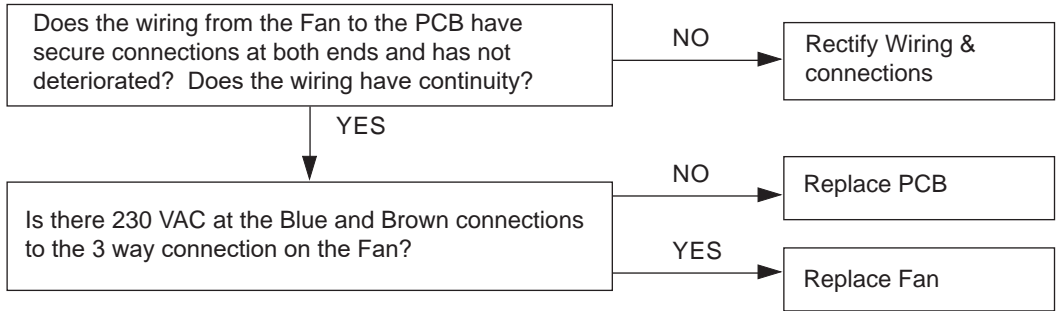 Does the wiring from the Fan to the PCB have
secure connections at both ends and has not
deteriorated? Does the wiring have continuity?
NO
Rectify Wiring &
connections
YES
Is there 230 VAC at the Blue and Brown connections
to the 3 way connection on the Fan?
NO
Replace PCB
YES
Replace Fan